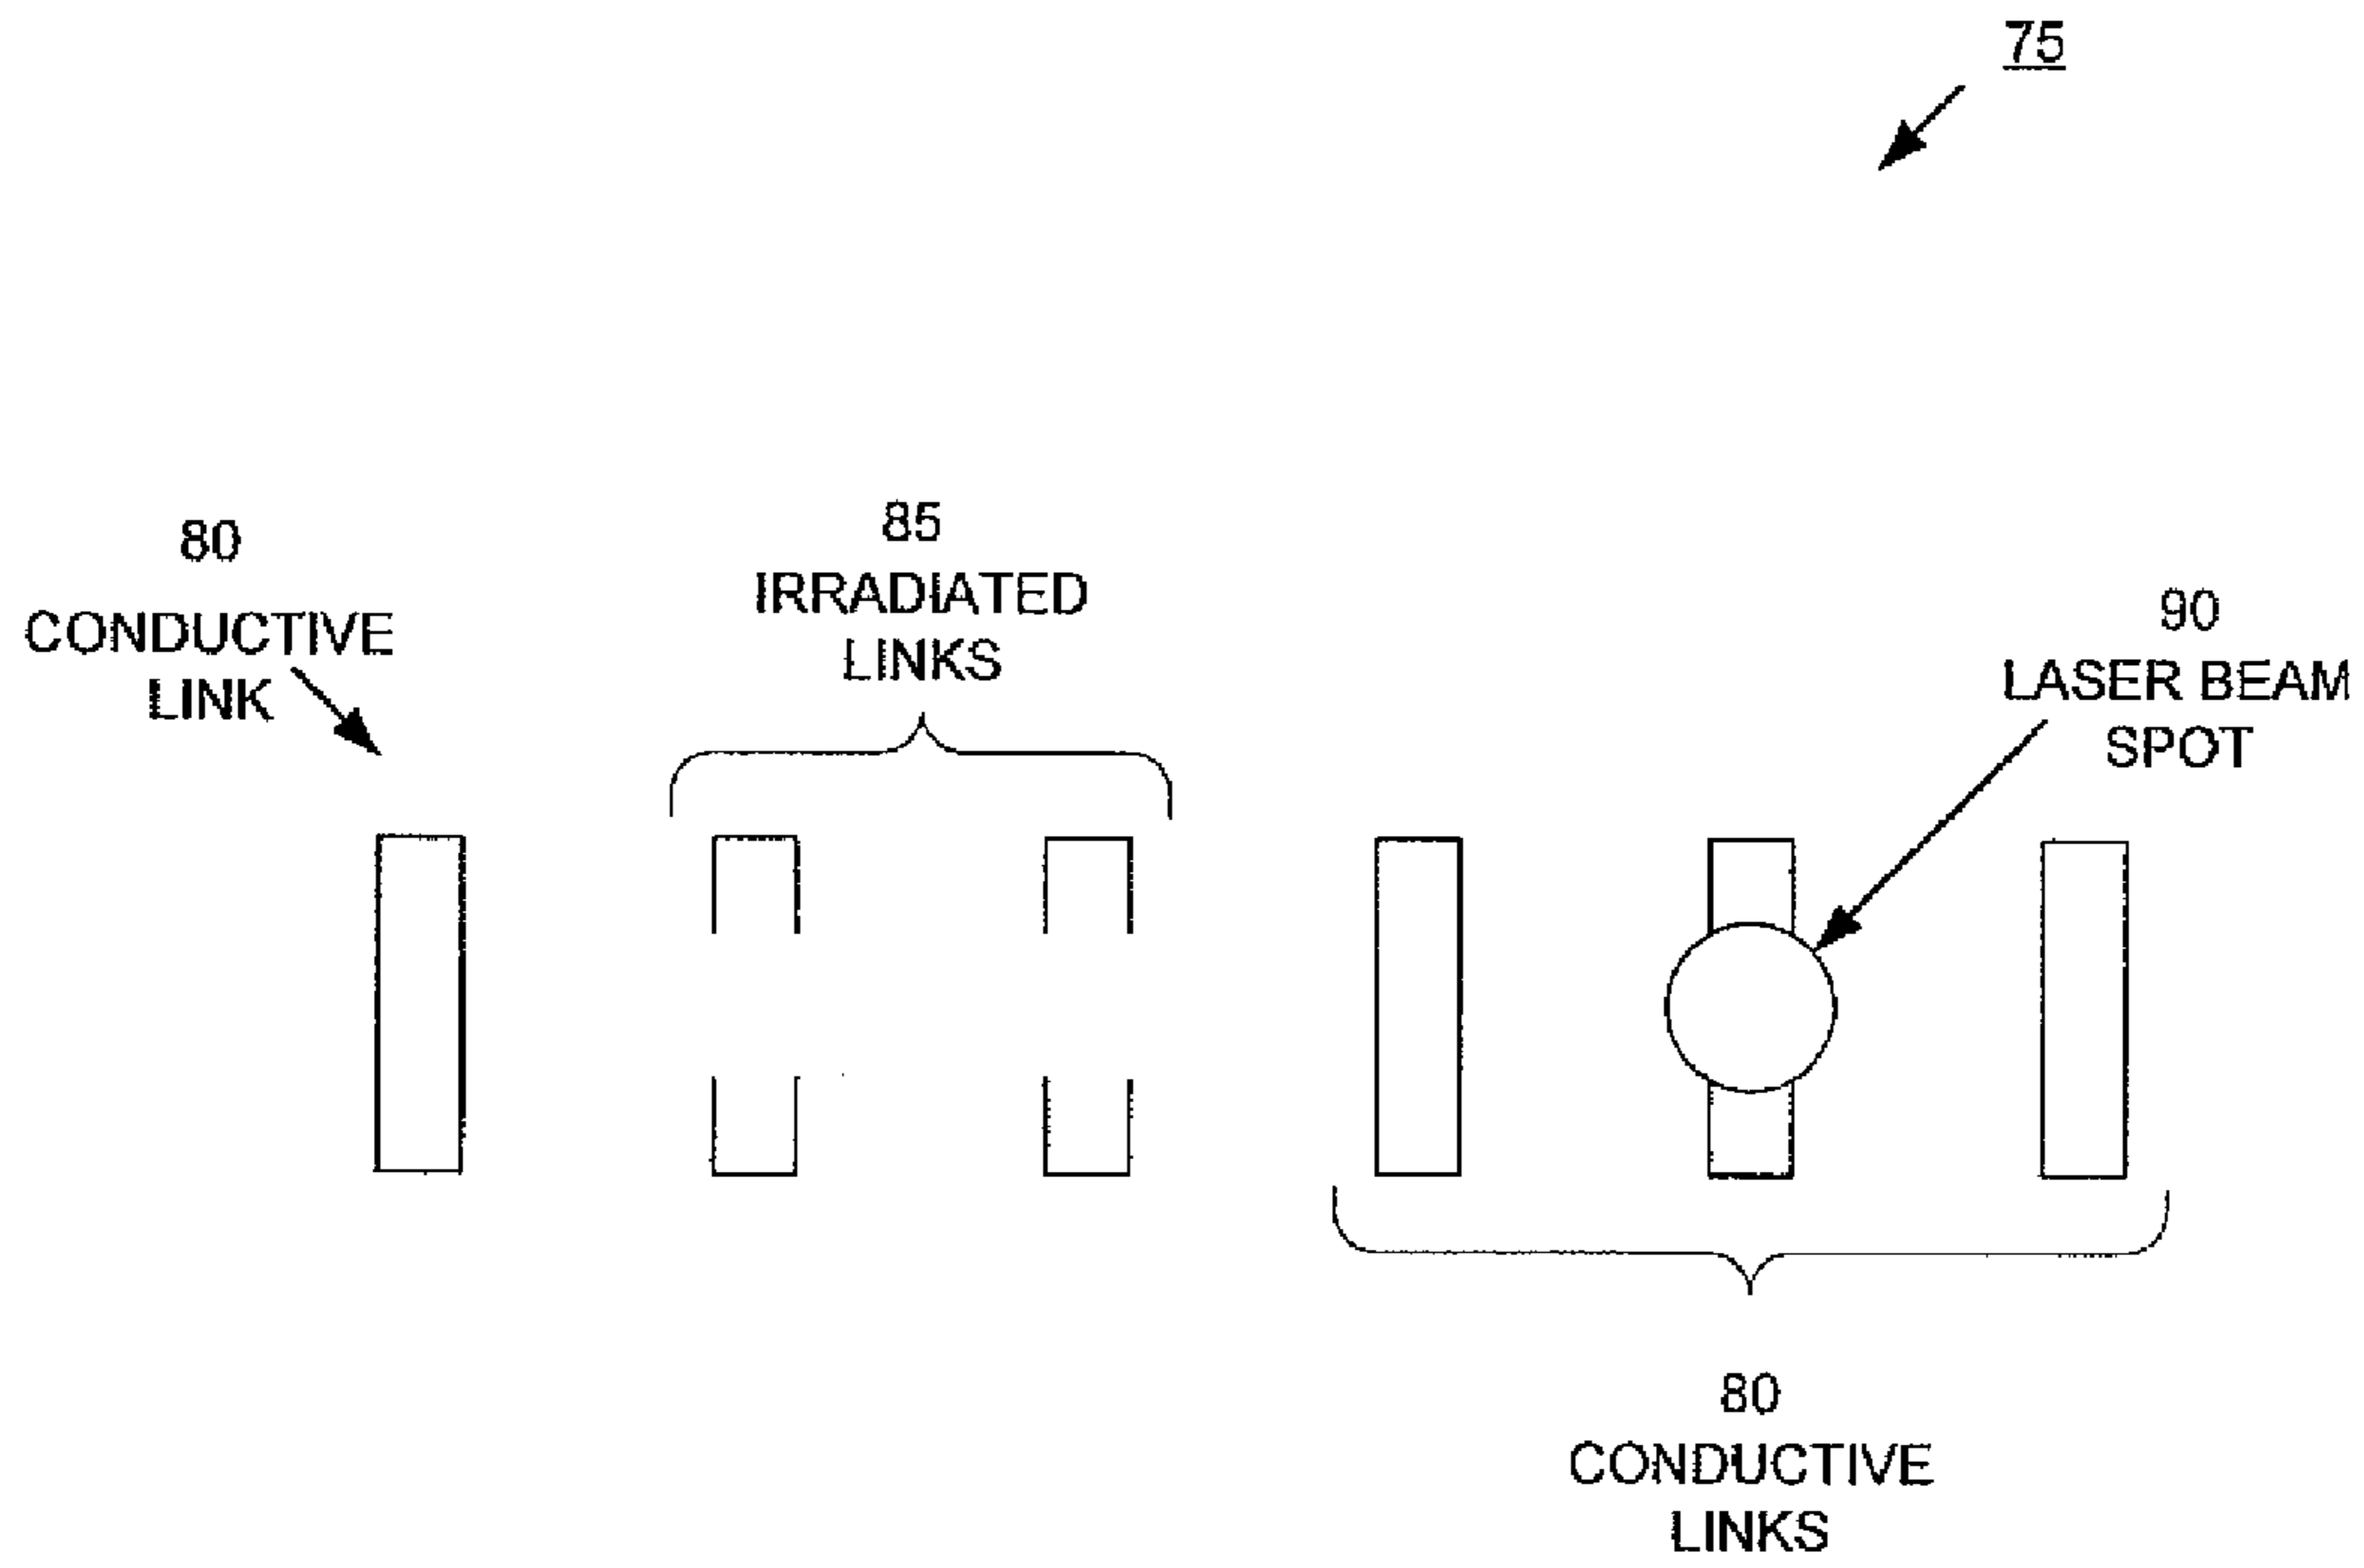 75
80
CONDUCTIVE
LINK
85
IRRADIATED
LINKS
90
LASER BEAM
SPOT
80
CONDUCTIVE
LINKS